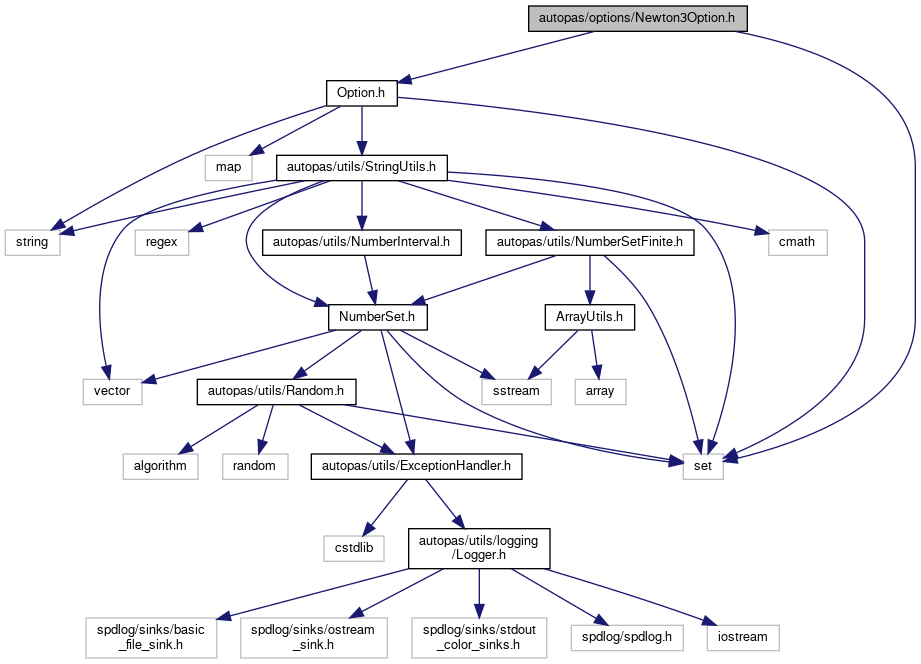 autopas/options/Newton3Option.h
Option.h
map
autopas/utils/StringUtils.h
string
regex
autopas/utils/NumberInterval.h
autopas/utils/NumberSetFinite.h
cmath
NumberSet.h
ArrayUtils.h
vector
autopas/utils/Random.h
sstream
array
algorithm
random
autopas/utils/ExceptionHandler.h
set
cstdlib
autopas/utils/logging
/Logger.h
spdlog/sinks/basic
_file_sink.h
spdlog/sinks/ostream
_sink.h
spdlog/sinks/stdout
_color_sinks.h
spdlog/spdlog.h
iostream